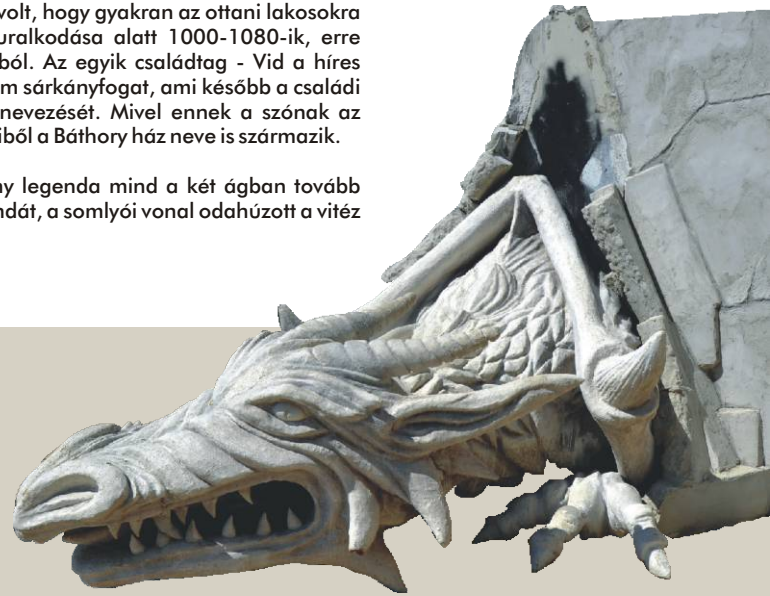 volt, hogy gyakran az ottani lakosokra
uralkodása alatt 1000-1080-ik, erre
ból. Az egyik családtag - Vid a híres
m sárkányfogat, ami később a családi
nevezését. Mivel ennek a szónak az
iből a Báthory ház neve is származik.
ny legenda mind a két ágban tovább
ndát, a somlyói vonal odahúzott a vitéz